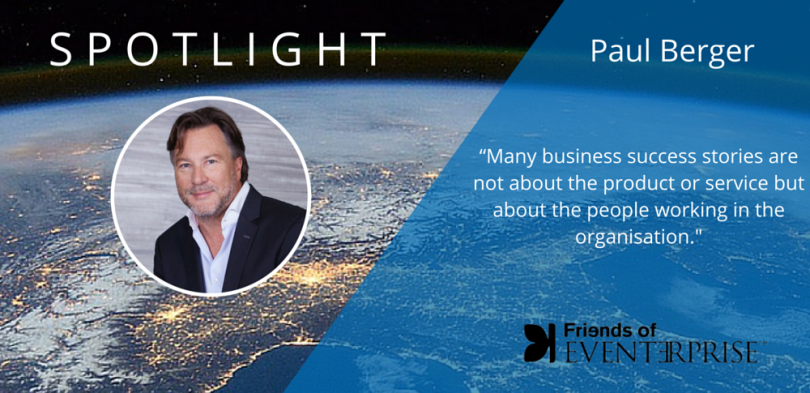 SPOTLIGHT
Paul Berger
“Many business success stories are
not about the product or service but
about the people working in the
organisation."
Friends of
EVENTERPRISE